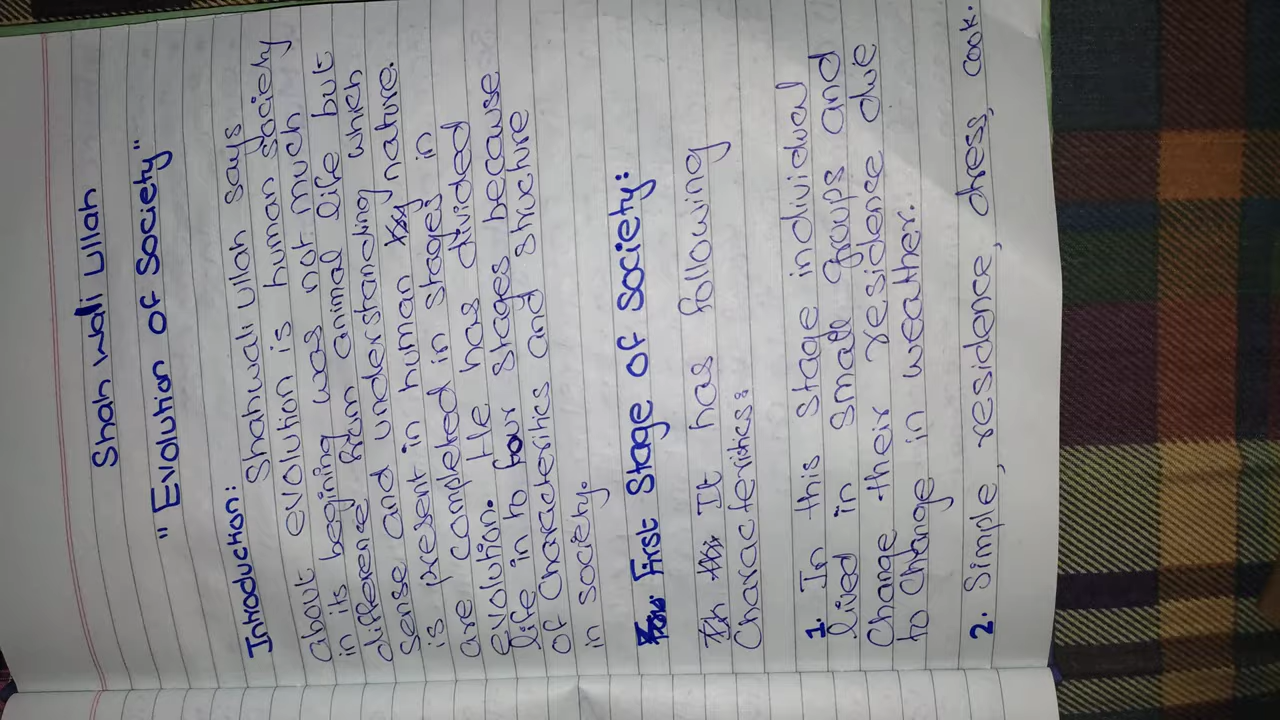 Shah Wali Ullah
"Evolution of Society"
Introduction:
Shahwali Ullah says
about evolution is human society
in its begining was not much
difference from animal life but
sense and understanding which
is present in human nature.
are completed in stages in
evolution. He has divided
life in to four stages because
of Characteritics and structure
in society.
First Stage of Society:
It has following
Characteristics:
1. In this stage individual
lived in small groups and
Change their residence due
to Change in weather.
2. Simple, residence, dress, cook.